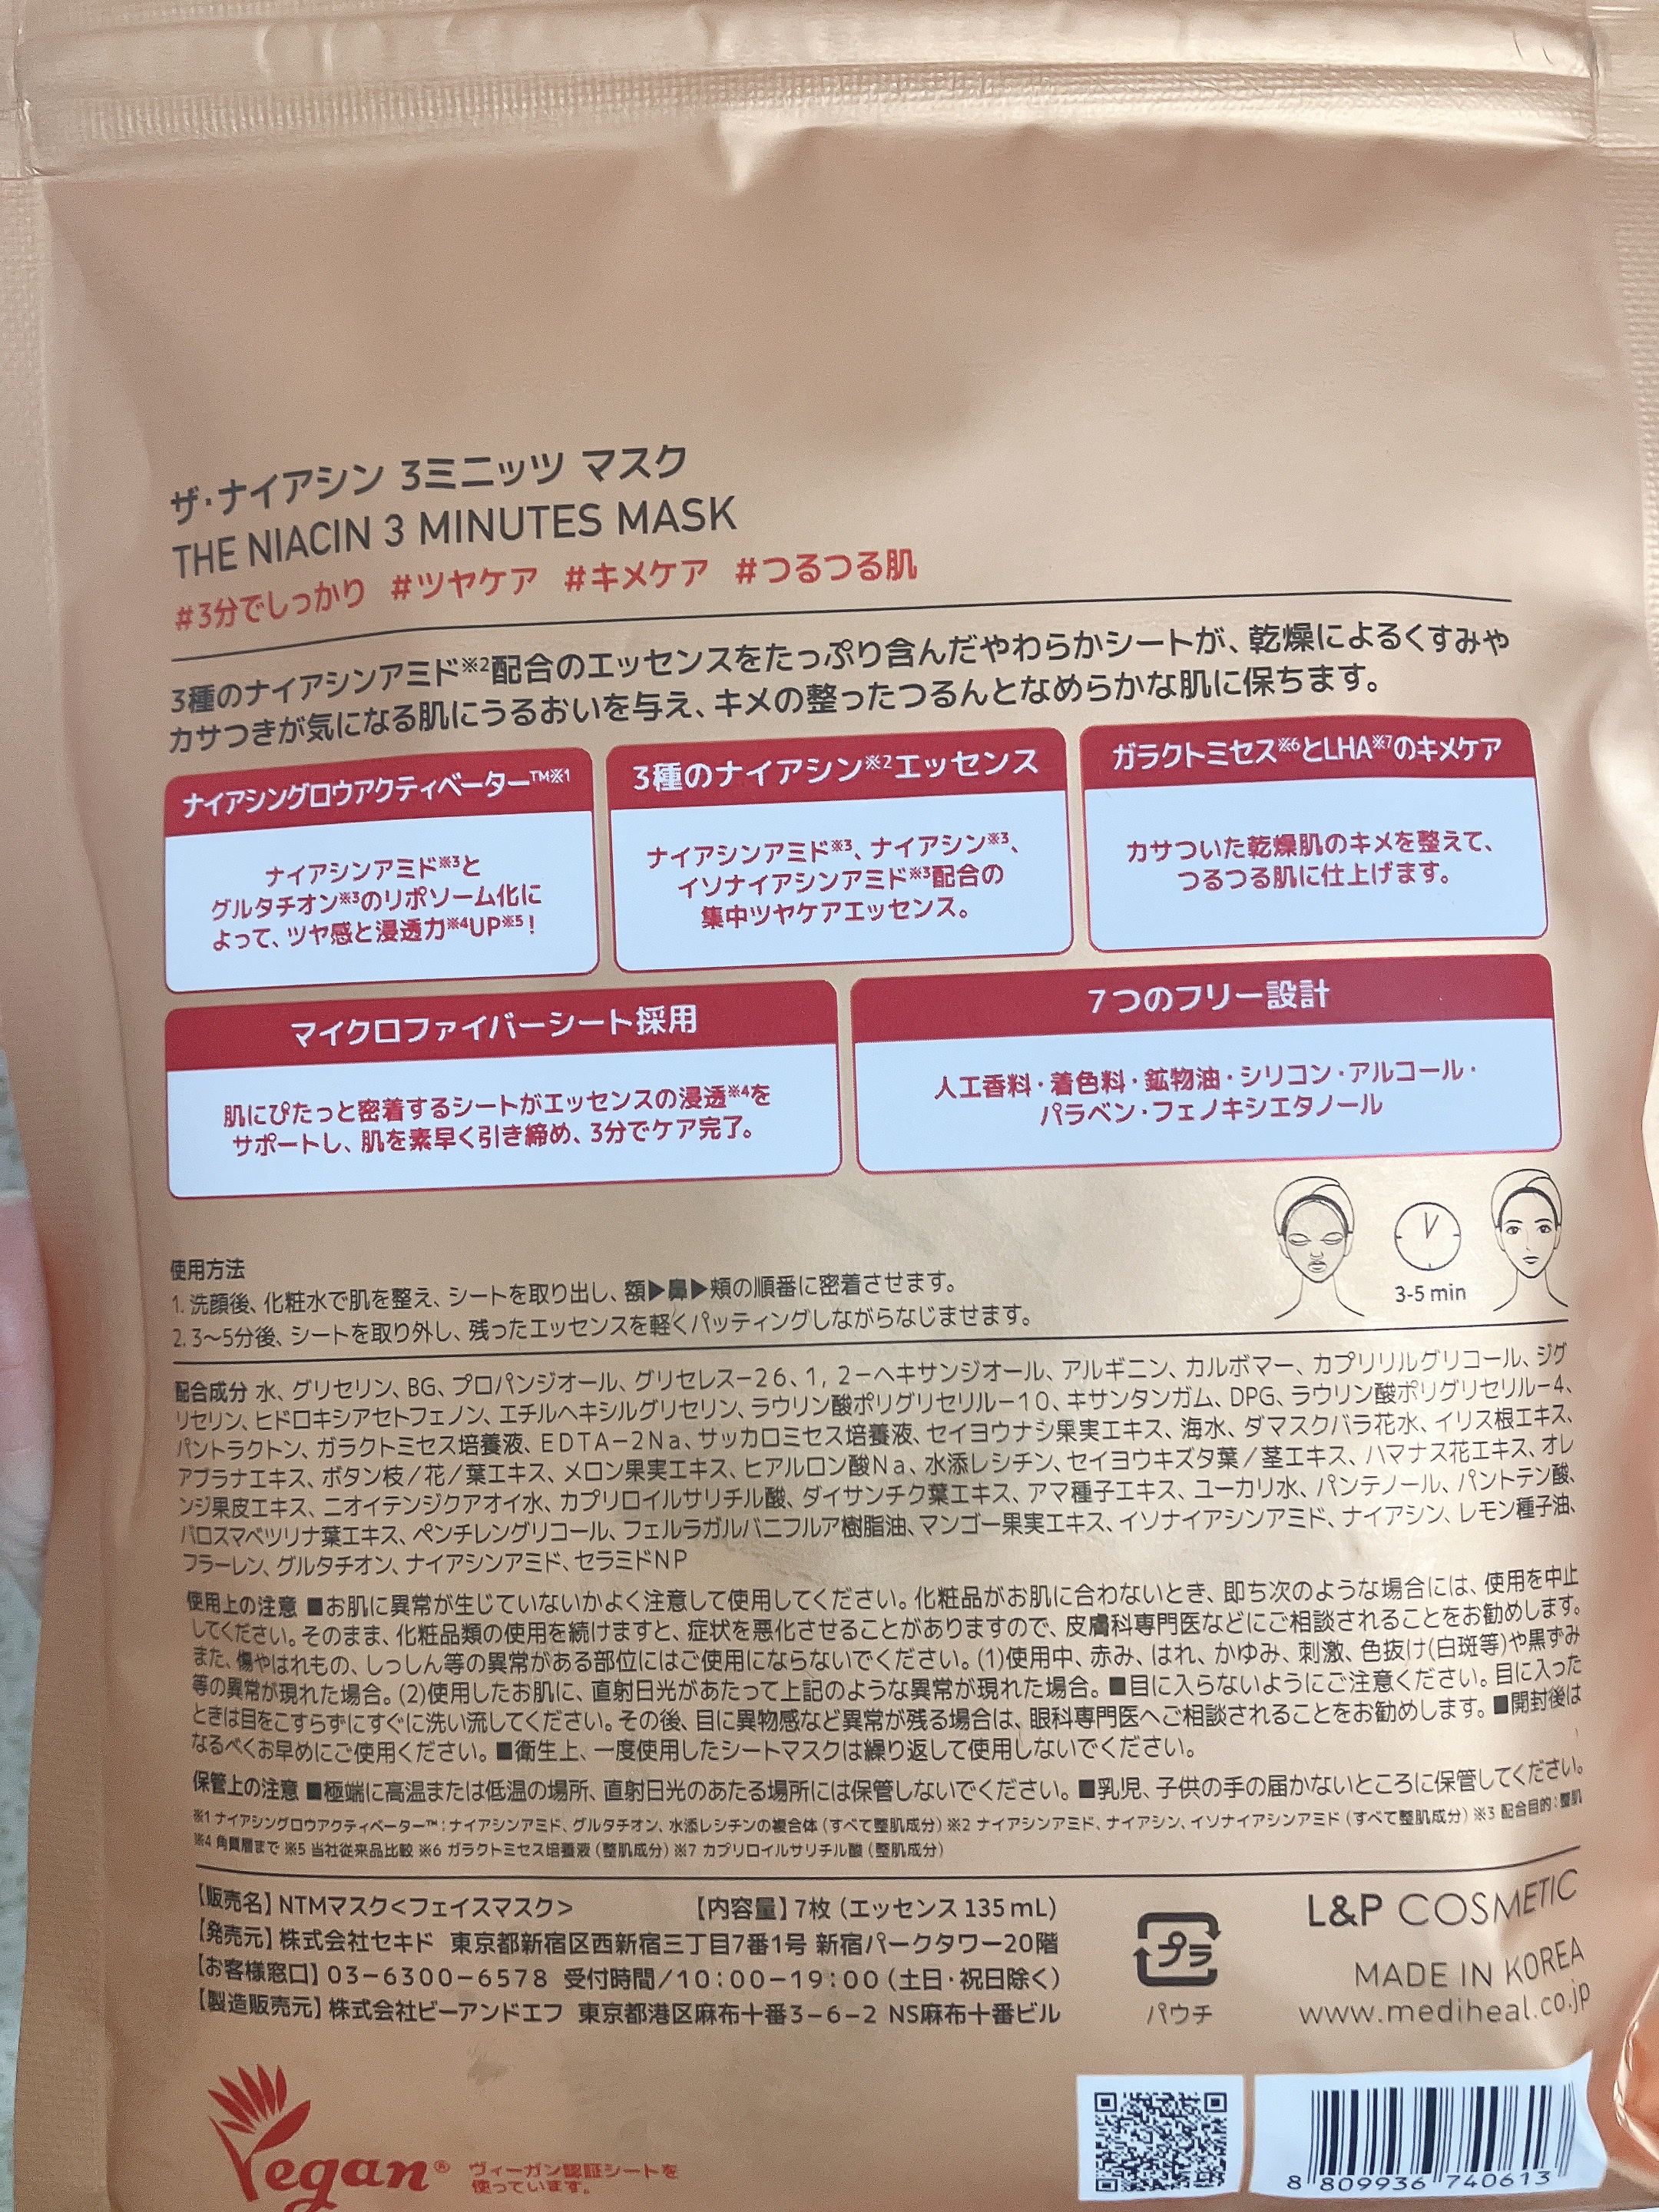 ザ・ナイアシン 3ミニッツ マスク
THE NIACIN 3 MINUTES MASK
#3分でしっかり #ツヤケア #キメケア #つるつる肌
3種のナイアシンアミド※2配合のエッセンスをたっぷり含んだやわらかシートが、乾燥によるくすみや
カサつきが気になる肌にうるおいを与え、キメの整ったつるんとなめらかな肌に保ちます。
ナイアシングロウアクティベーター™※1
ナイアシンアミド※3と
グルタチオン※3のリポソーム化に
よって、ツヤ感と浸透力※4UP※5!
3種のナイアシン※2エッセンス
ナイアシンアミド※3、ナイアシン※3、
イソナイアシンアミド※3配合の
集中ツヤケアエッセンス。
ガラクトミセス※6とLHA※7のキメケア
カサついた乾燥肌のキメを整えて、
つるつる肌に仕上げます。
マイクロファイバーシート採用
肌にぴたっと密着するシートがエッセンスの浸透※4を
サポートし、肌を素早く引き締め、3分でケア完了。
7つのフリー設計
人工香料・着色料・鉱物油・シリコン・アルコール・
パラベン・フェノキシエタノール
3-5 min
使用方法
1. 洗顔後、化粧水で肌を整え、シートを取り出し、額▶鼻▶頬の順番に密着させます。
2. 3〜5分後、シートを取り外し、残ったエッセンスを軽くパッティングしながらなじませます。
配合成分 水、グリセリン、BG、プロパンジオール、グリセレス−26、1, 2−ヘキサンジオール、アルギニン、カルボマー、カプリリルグリコール、ジグ
リセリン、ヒドロキシアセトフェノン、エチルヘキシルグリセリン、ラウリン酸ポリグリセリル−10、キサンタンガム、DPG、ラウリン酸ポリグリセリル−4、
パントラクトン、ガラクトミセス培養液、EDTA−2Na、サッカロミセス培養液、セイヨウナシ果実エキス、海水、ダマスクバラ花水、イリス根エキス、
アブラナエキス、ボタン枝/花/葉エキス、メロン果実エキス、ヒアルロン酸Na、水添レシチン、セイヨウキズタ葉/茎エキス、ハマナス花エキス、オレ
ンジ果皮エキス、ニオイテンジクアオイ水、カプリロイルサリチル酸、ダイサンチク葉エキス、アマ種子エキス、ユーカリ水、パンテノール、パントテン酸、
バロスマベツリナ葉エキス、ペンチレングリコール、フェルラガルバニフルア樹脂油、マンゴー果実エキス、イソナイアシンアミド、ナイアシン、レモン種子油、
フラーレン、グルタチオン、ナイアシンアミド、セラミドNP
使用上の注意 ■お肌に異常が生じていないかよく注意して使用してください。化粧品がお肌に合わないとき、即ち次のような場合には、使用を中止
してください。そのまま、化粧品類の使用を続けますと、症状を悪化させることがありますので、皮膚科専門医などにご相談されることをお勧めします。
また、傷やはれもの、しっしん等の異常がある部位にはご使用にならないでください。(1)使用中、赤み、はれ、かゆみ、刺激、色抜け(白斑等)や黒ずみ
等の異常が現れた場合。(2)使用したお肌に、直射日光があたって上記のような異常が現れた場合。■目に入らないようにご注意ください。目に入った
ときは目をこすらずにすぐに洗い流してください。その後、目に異物感など異常が残る場合は、眼科専門医へご相談されることをお勧めします。■開封後は
なるべくお早めにご使用ください。■衛生上、一度使用したシートマスクは繰り返して使用しないでください。
保管上の注意 ■極端に高温または低温の場所、直射日光のあたる場所には保管しないでください。■乳児、子供の手の届かないところに保管してください。
※1 ナイアシングロウアクティベーター™:ナイアシンアミド、グルタチオン、水添レシチンの複合体(すべて整肌成分) ※2 ナイアシンアミド、ナイアシン、イソナイアシンアミド(すべて整肌成分) ※3 配合目的:整肌
※4 角質層まで ※5 当社従来品比較 ※6 ガラクトミセス培養液(整肌成分) ※7 カプリロイルサリチル酸(整肌成分)
【販売名】NTMマスク<フェイスマスク> 【内容量】7枚(エッセンス 135 mL)
【発売元】株式会社セキド 東京都新宿区西新宿三丁目7番1号 新宿パークタワー20階
【お客様窓口】03−6300−6578 受付時間/10:00−19:00(土日・祝日除く)
【製造販売元】株式会社ビーアンドエフ 東京都港区麻布十番3−6−2 NS麻布十番ビル
プラ
パウチ
L&P COSMETIC
MADE IN KOREA
www.mediheal.co.jp
Vegan® ヴィーガン認証シートを
使っています。
8 809936 740613